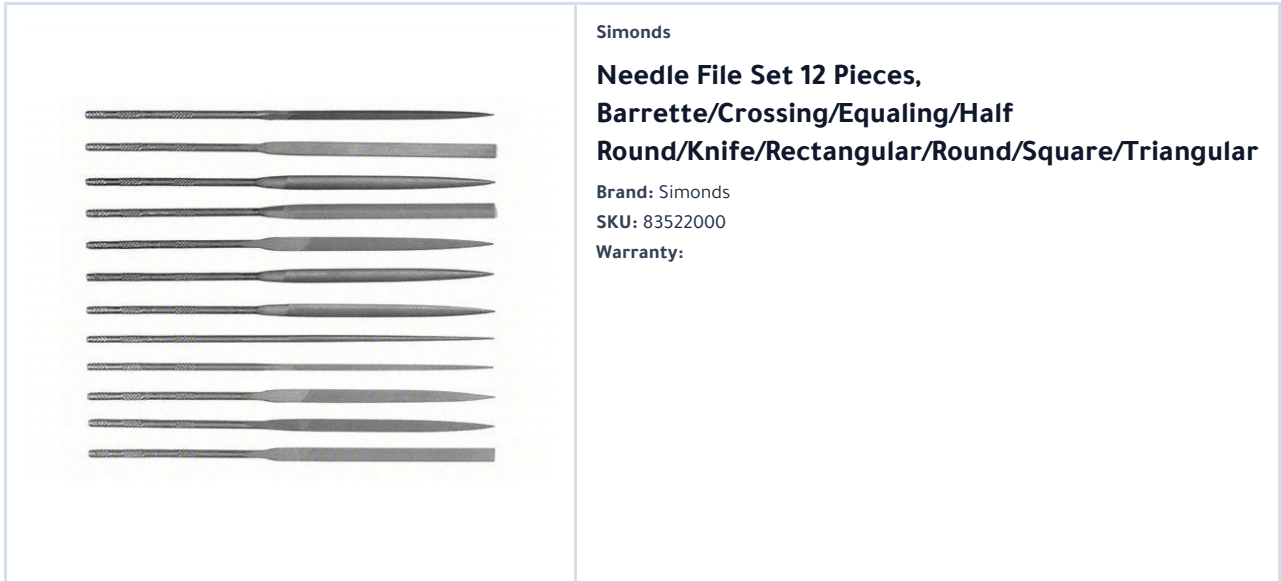 Simonds
Needle File Set 12 Pieces,
Barrette/Crossing/Equaling/Half
Round/Knife/Rectangular/Round/Square/Triangular
Brand: Simonds
SKU: 83522000
Warranty: